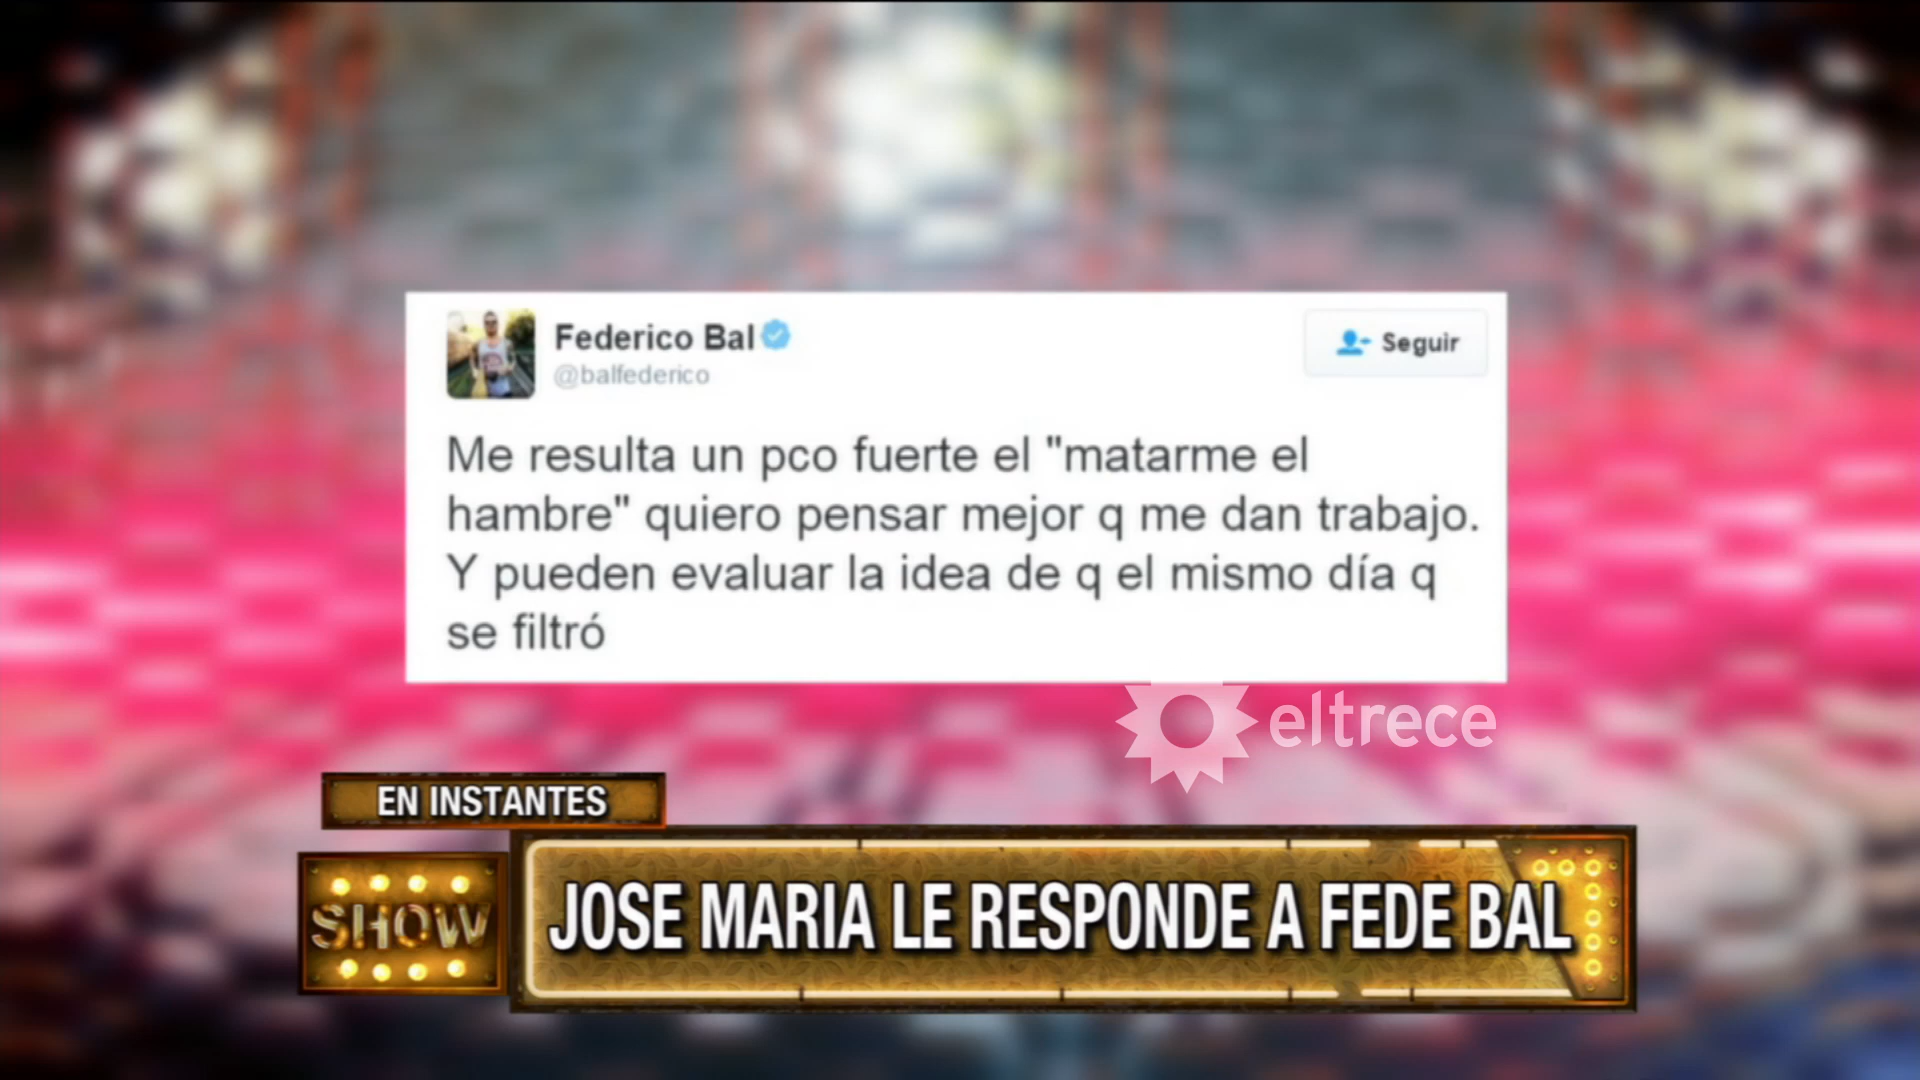 Federico Bal
@balfederico
Seguir
Me resulta un pco fuerte el "matarme el
hambre" quiero pensar mejor q me dan trabajo.
Y pueden evaluar la idea de q el mismo día q
se filtró
eltrece
EN INSTANTES
SHOW
JOSE MARIA LE RESPONDE A FEDE BAL